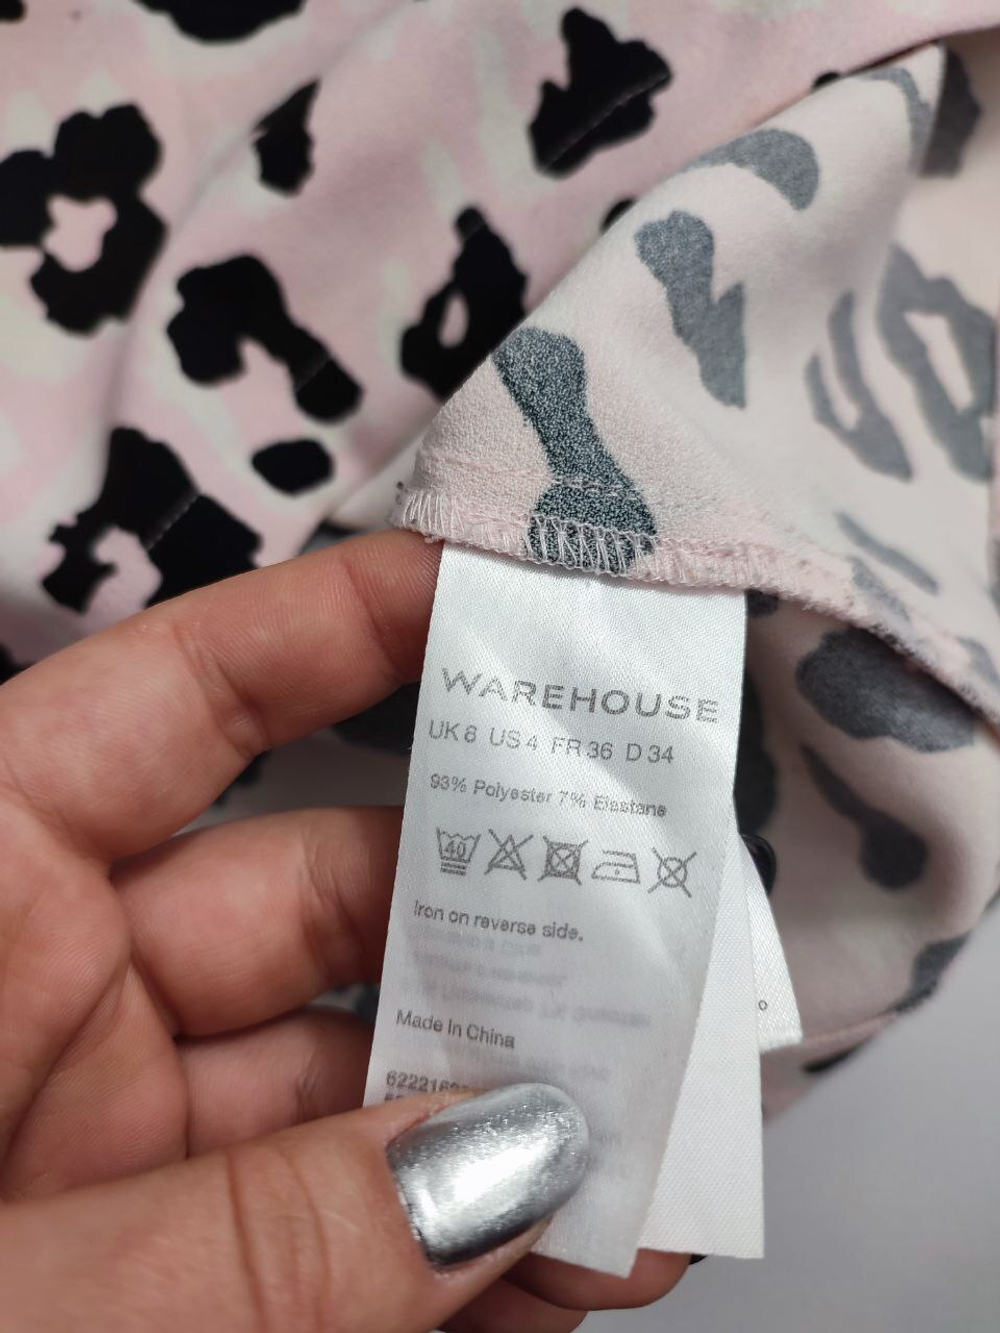 WAREHOUSE
UK 8 US 4 FR 36 D 34
93% Polyester 7% Elastane
40
Iron on reverse side.
Made In China